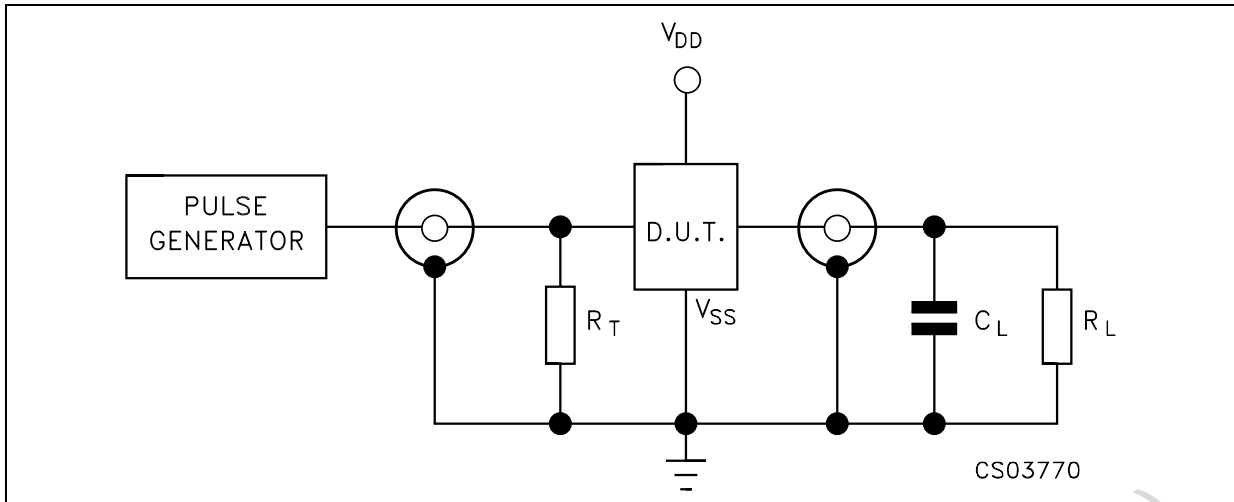 VDD
PULSE
GENERATOR
D.U.T.
VSS
RT
CL
RL
CS03770